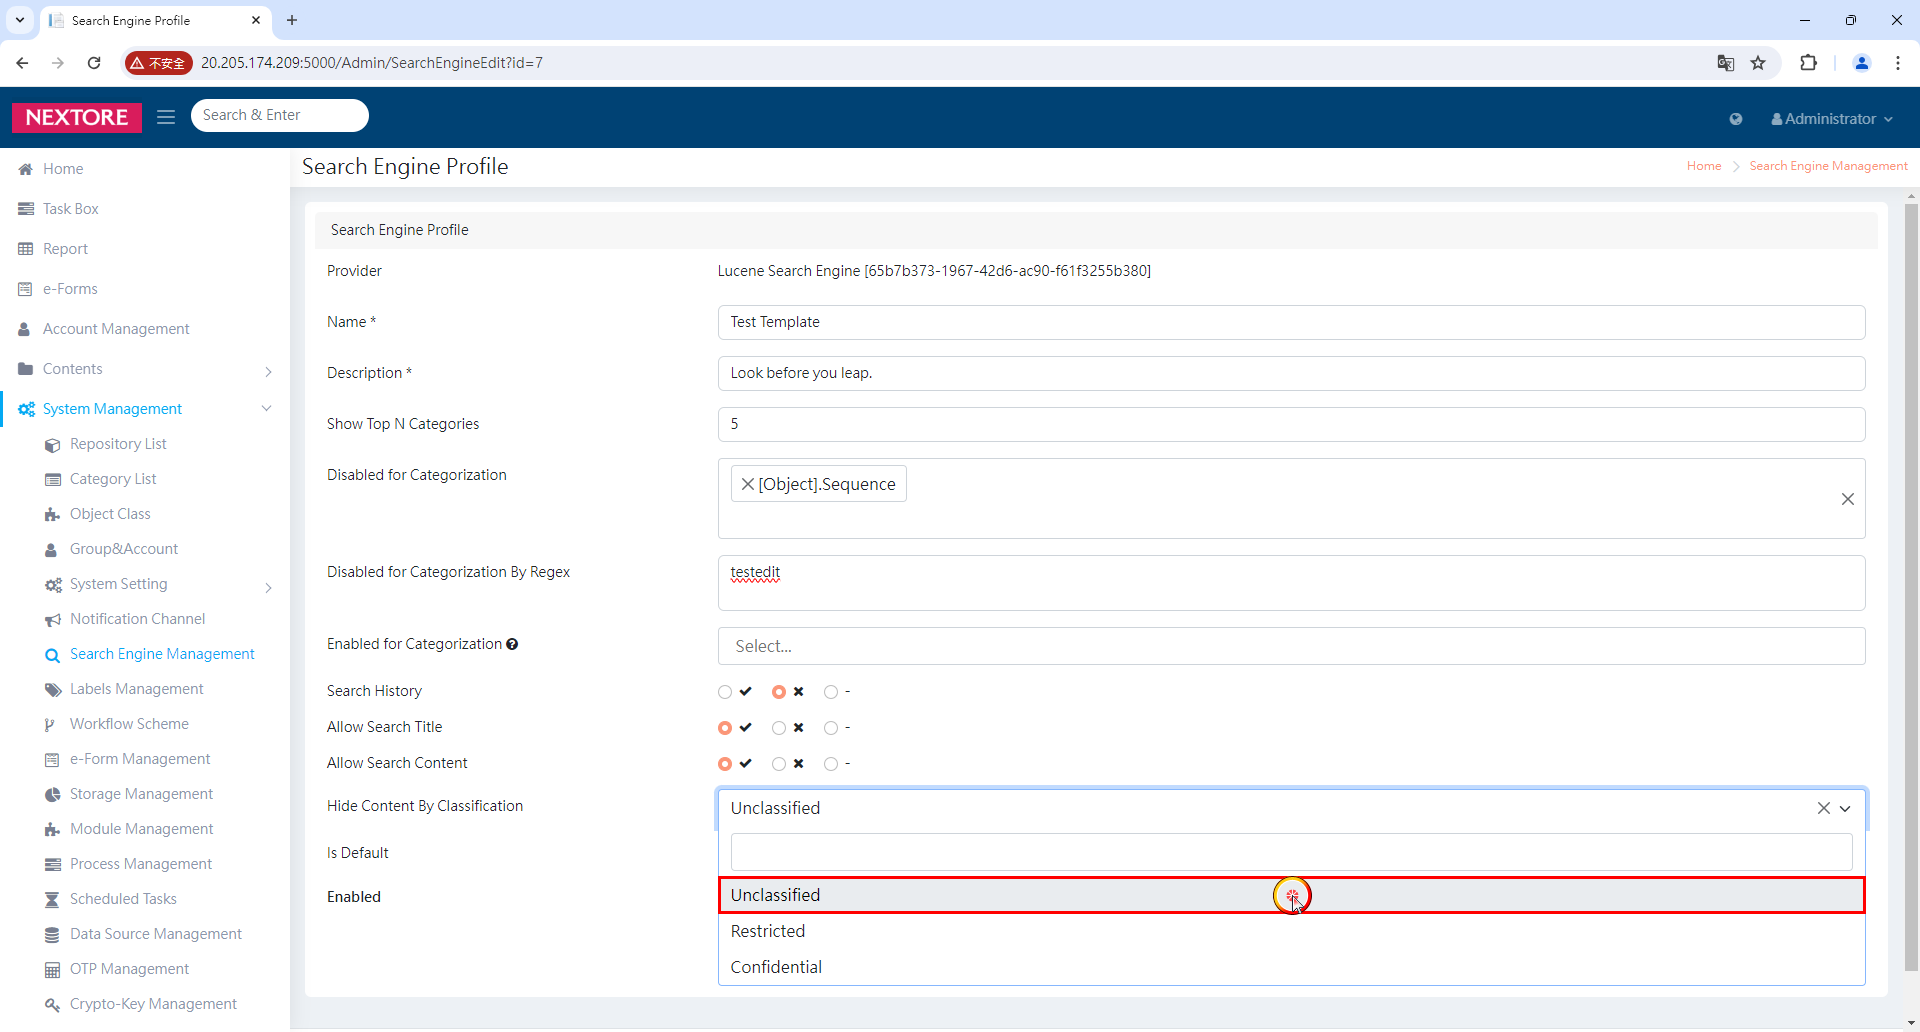 Search Engine Profile
不安全
20.205.174.209:5000/Admin/SearchEngineEdit?id=7
NEXTORE
Search & Enter
Administrator
Home
Task Box
Report
e-Forms
Account Management
Contents
System Management
Repository List
Category List
Object Class
Group&Account
System Setting
Notification Channel
Search Engine Management
Labels Management
Workflow Scheme
e-Form Management
Storage Management
Module Management
Process Management
Scheduled Tasks
Data Source Management
OTP Management
Crypto-Key Management
Search Engine Profile
Home
Search Engine Management
Search Engine Profile
Provider
Lucene Search Engine [65b7b373-1967-42d6-ac90-f61f3255b380]
Name *
Test Template
Description *
Look before you leap.
Show Top N Categories
5
Disabled for Categorization
[Object].Sequence
Disabled for Categorization By Regex
testedit
Enabled for Categorization
Select...
Search History
-
Allow Search Title
-
Allow Search Content
-
Hide Content By Classification
Unclassified
Is Default
Enabled
Unclassified
Restricted
Confidential